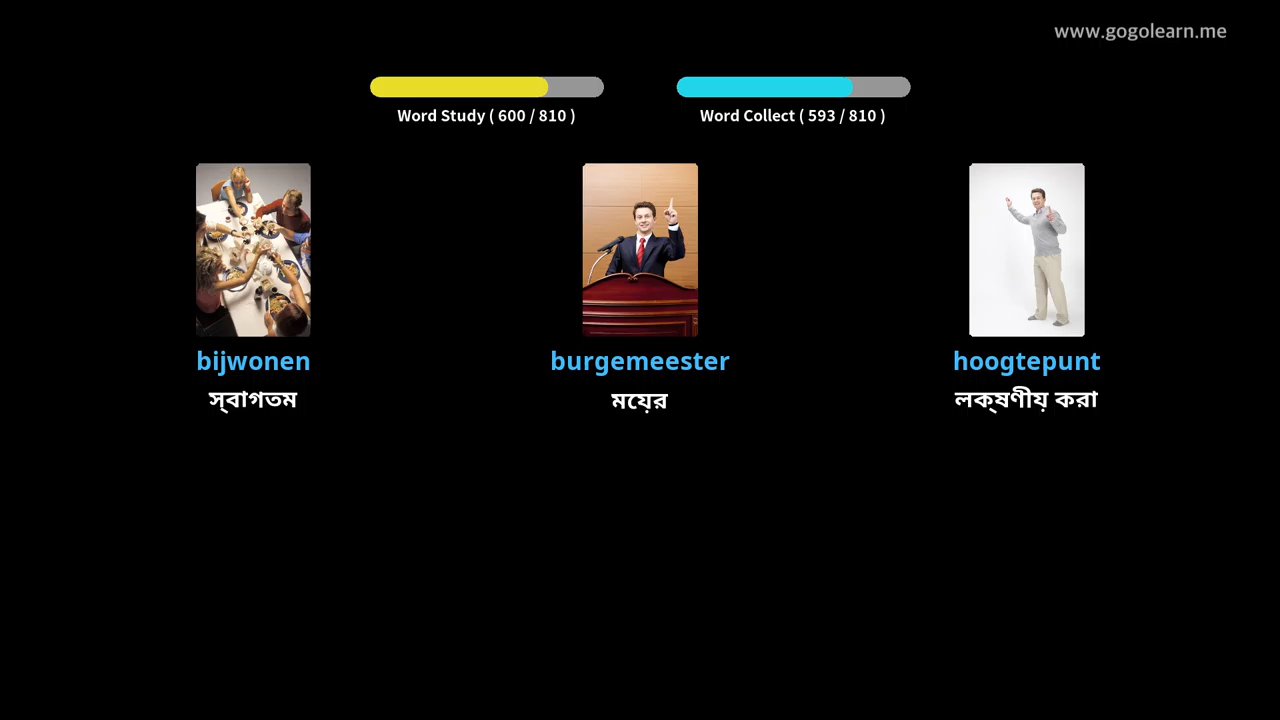 www.gogolearn.me
Word Study ( 600 / 810 )
Word Collect ( 593 / 810 )
bijwonen
burgemeester
hoogtepunt
স্বাগতম
ময়ের
লক্ষণীয় করা